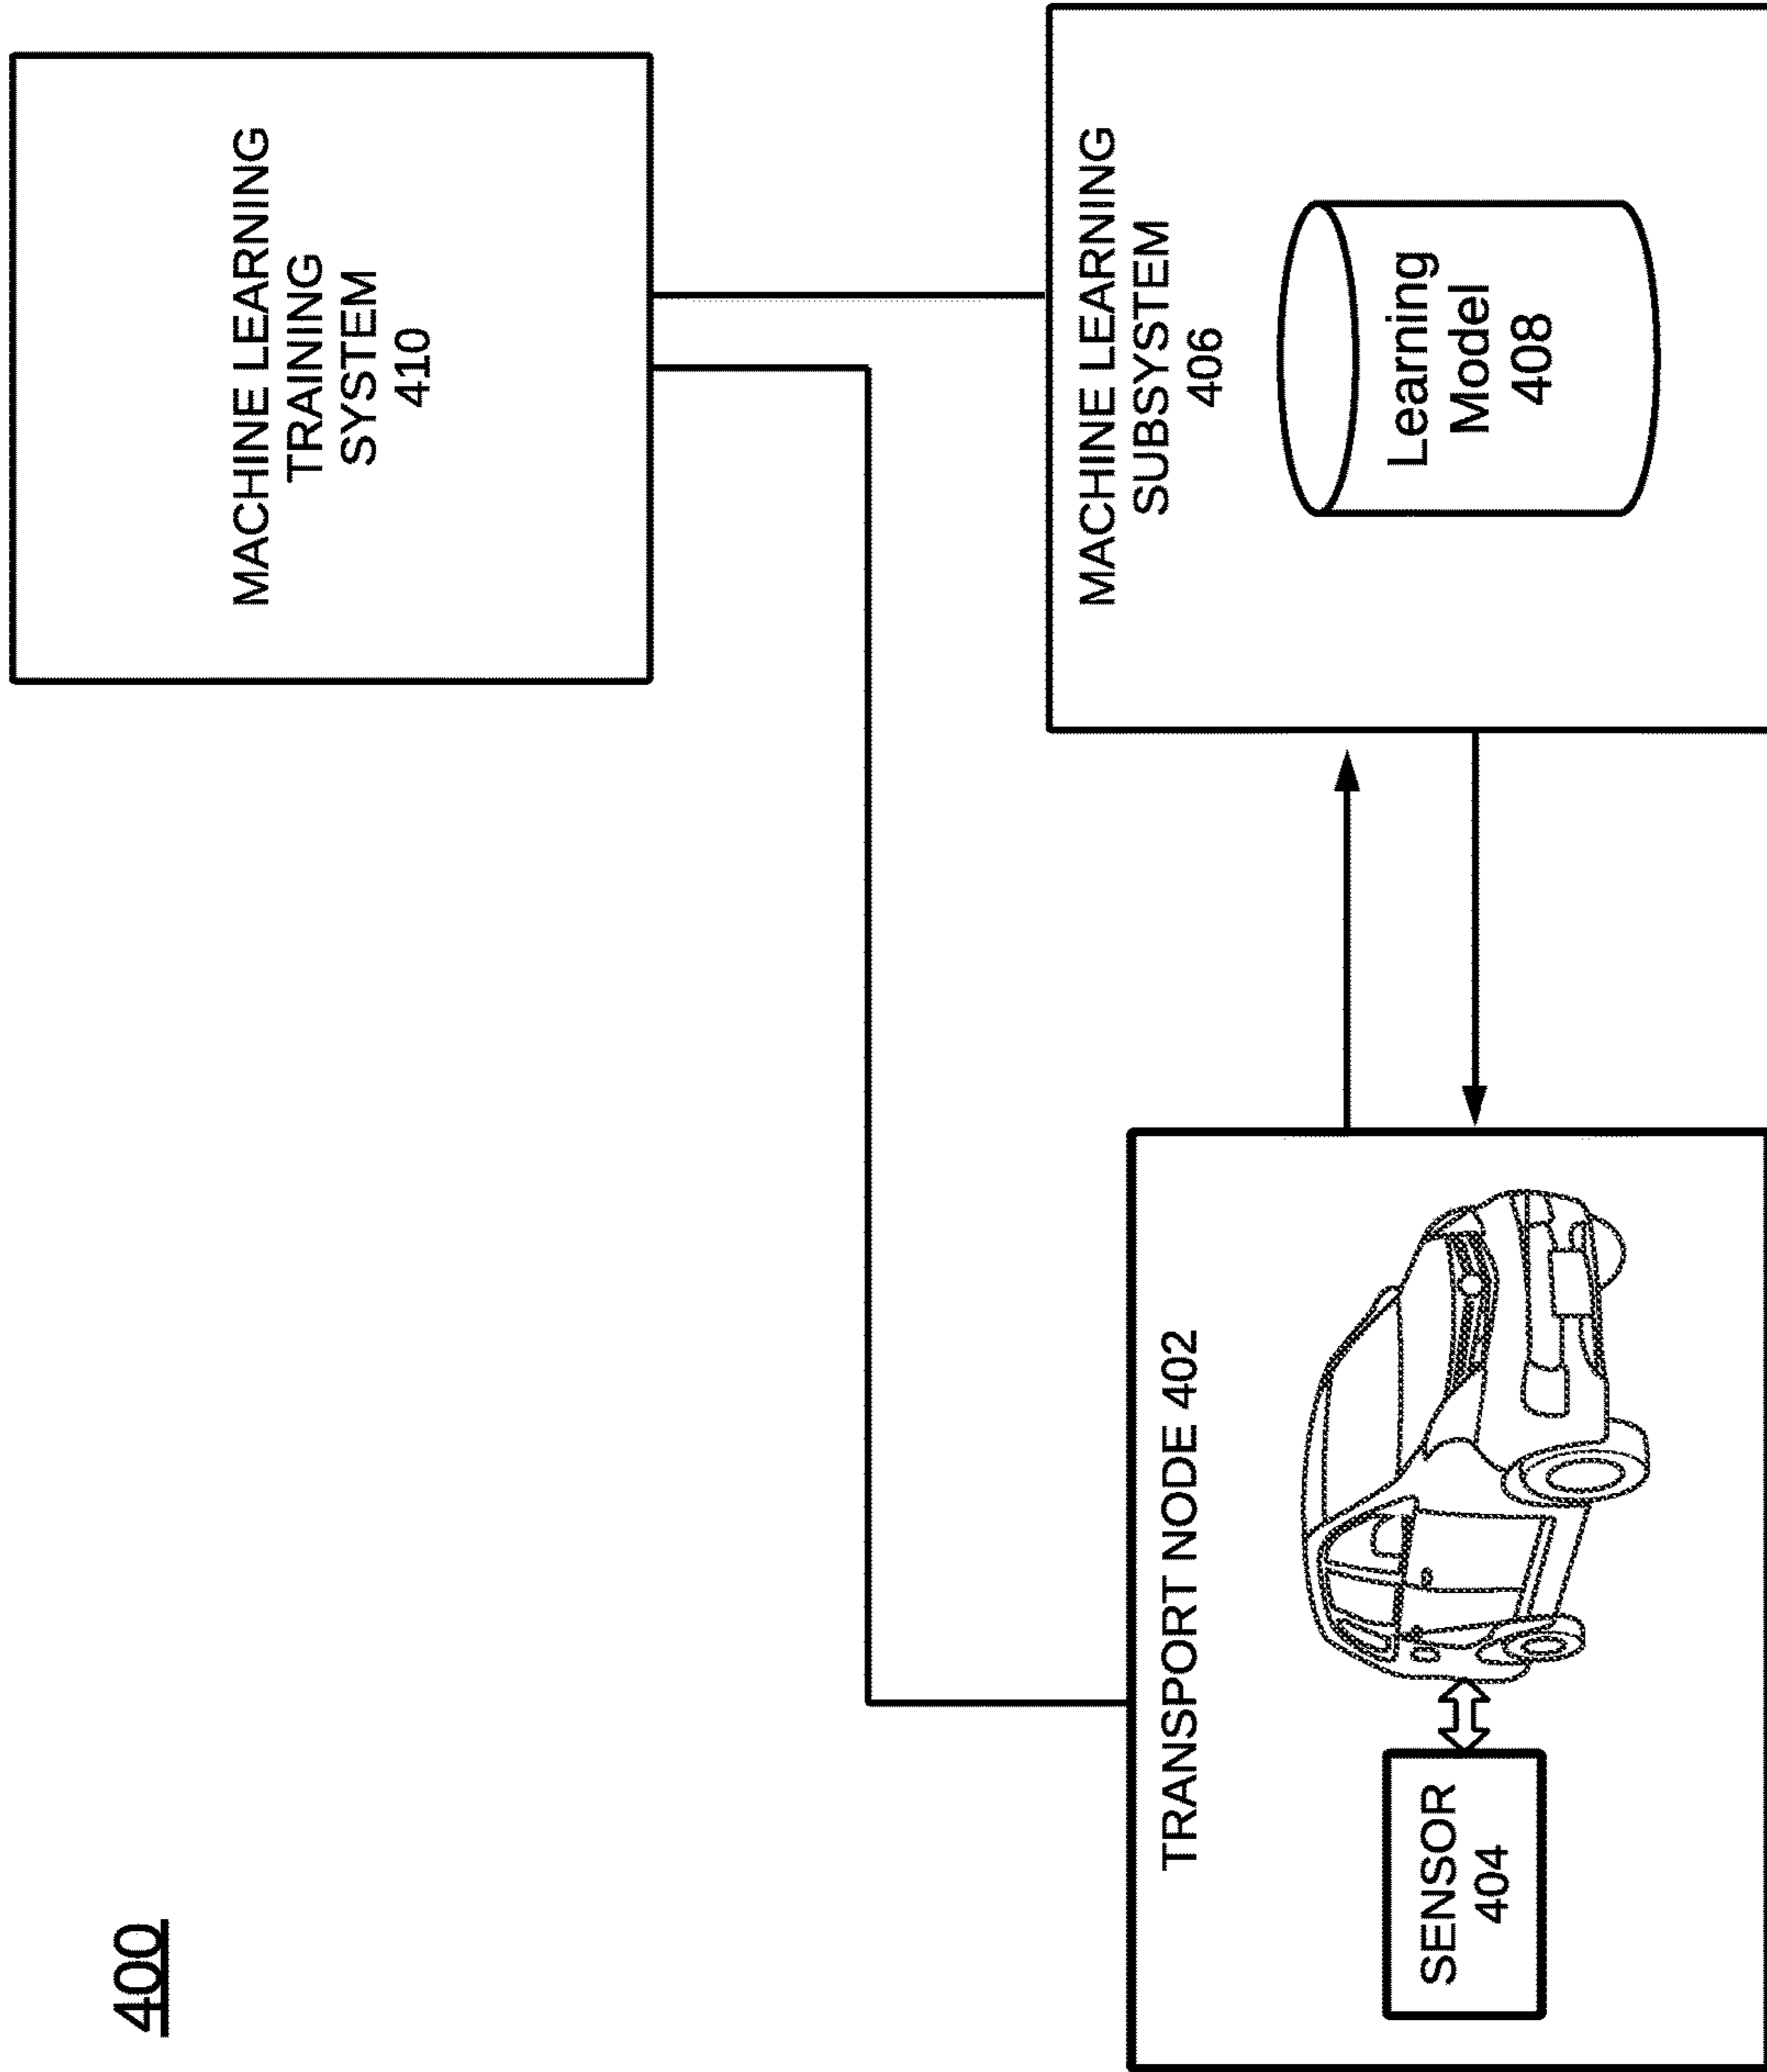 400
MACHINE LEARNING
TRAINING
SYSTEM
410
TRANSPORT NODE 402
SENSOR
404
MACHINE LEARNING
SUBSYSTEM
406
Learning
Model
408